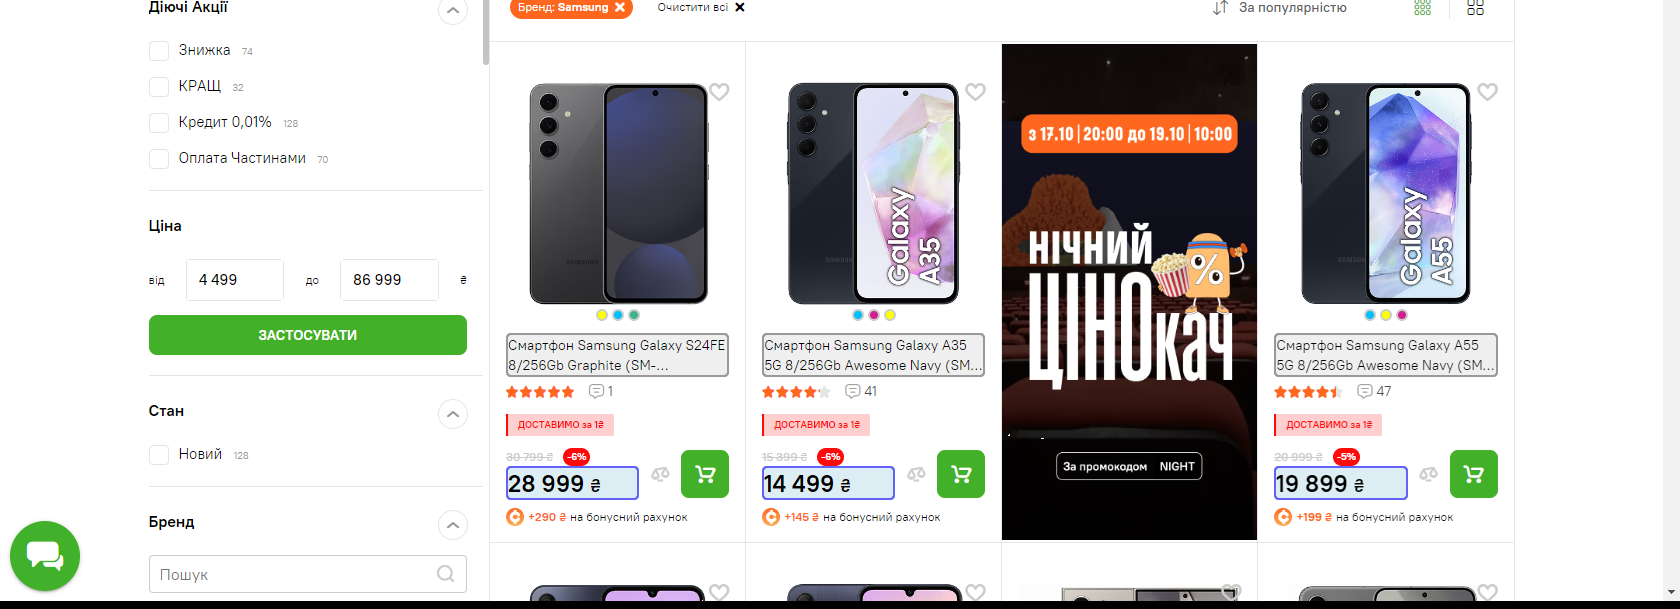 Діючі Акції
Знижка 74
КРАЩ 32
Кредит 0,01% 128
Оплата Частинами 70
Ціна
від 4 499 до 86 999 ₴
ЗАСТОСУВАТИ
Стан
Новий 128
Бренд
Пошук
Бренд: Samsung
Очистити всі
За популярністю
SAMSUNG
Смартфон Samsung Galaxy S24FE
8/256Gb Graphite (SM-...
1
ДОСТАВИМО за 1₴
30 799 ₴ -6%
28 999 ₴
+290 ₴ на бонусний рахунок
SAMSUNG
Galaxy
A35
Смартфон Samsung Galaxy A35
5G 8/256Gb Awesome Navy (SM...
41
ДОСТАВИМО за 1₴
15 399 ₴ -6%
14 499 ₴
+145 ₴ на бонусний рахунок
з 17.10 | 20:00 до 19.10 | 10:00
НІЧНИЙ
%
ЦІНОкач
За промокодом NIGHT
SAMSUNG
Galaxy
A55
Смартфон Samsung Galaxy A55
5G 8/256Gb Awesome Navy (SM...
47
ДОСТАВИМО за 1₴
20 999 ₴ -5%
19 899 ₴
+199 ₴ на бонусний рахунок